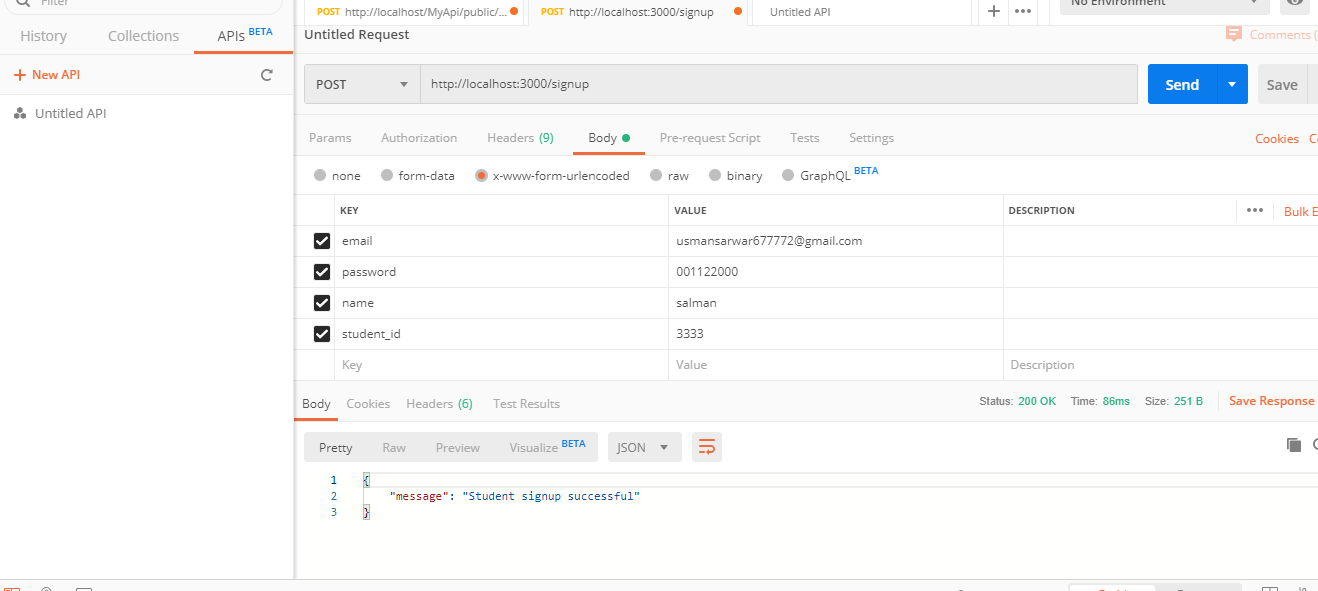 Filter
POST http://localhost/MyApi/public/...
POST http://localhost:3000/signup
Untitled API
No Environment
History
Collections
APIs BETA
Untitled Request
Comments (
New API
POST
http://localhost:3000/signup
Send
Save
Untitled API
Params
Authorization
Headers (9)
Body
Pre-request Script
Tests
Settings
Cookies
none
form-data
x-www-form-urlencoded
raw
binary
GraphQL BETA
KEY
VALUE
DESCRIPTION
Bulk E
email
usmansarwar677772@gmail.com
password
001122000
name
salman
student_id
3333
Key
Value
Description
Body
Cookies
Headers (6)
Test Results
Status: 200 OK
Time: 86ms
Size: 251 B
Save Response
Pretty
Raw
Preview
Visualize BETA
JSON
1 {
2 "message": "Student signup successful"
3 }